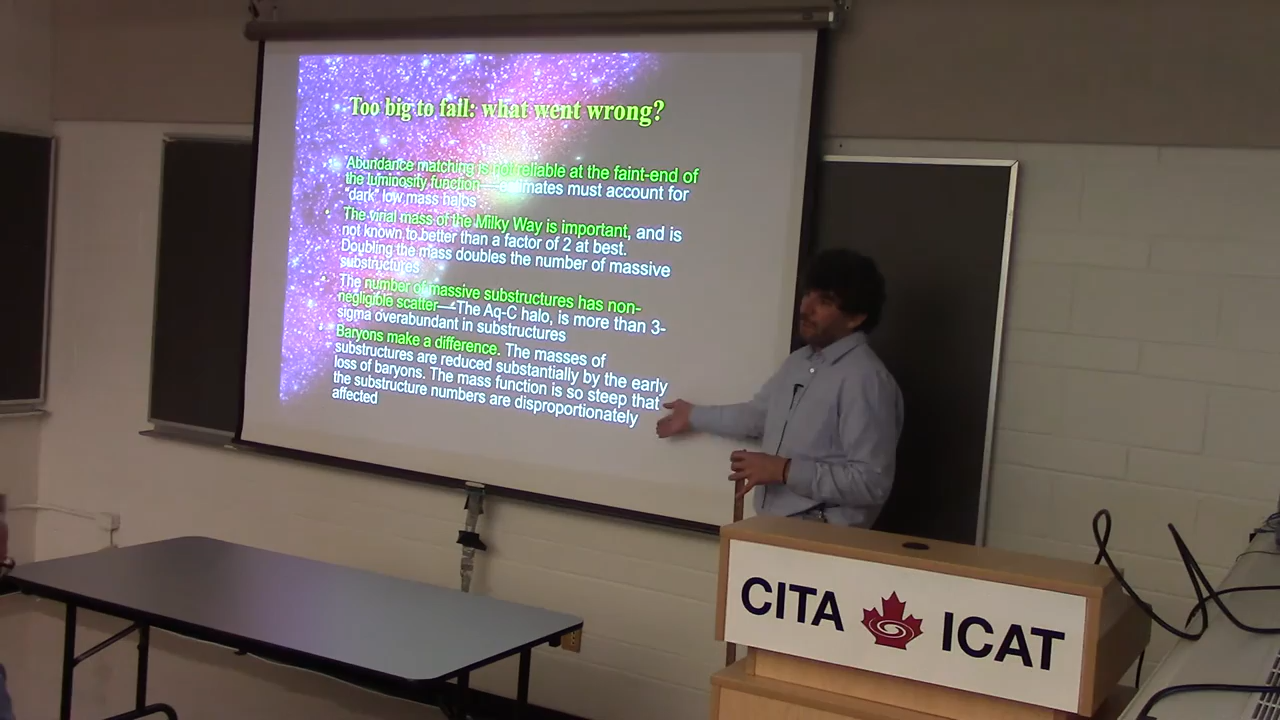 Too big to fail: what went wrong?
Abundance matching is not reliable at the faint-end of
the luminosity function—estimates must account for
"dark" low mass halos
• The virial mass of the Milky Way is important, and is
not known to better than a factor of 2 at best.
Doubling the mass doubles the number of massive
substructures
• The number of massive substructures has non-
negligible scatter—The Aq-C halo, is more than 3-
sigma overabundant in substructures
Baryons make a difference. The masses of
substructures are reduced substantially by the early
loss of baryons. The mass function is so steep that
the substructure numbers are disproportionately
affected
CITA ICAT